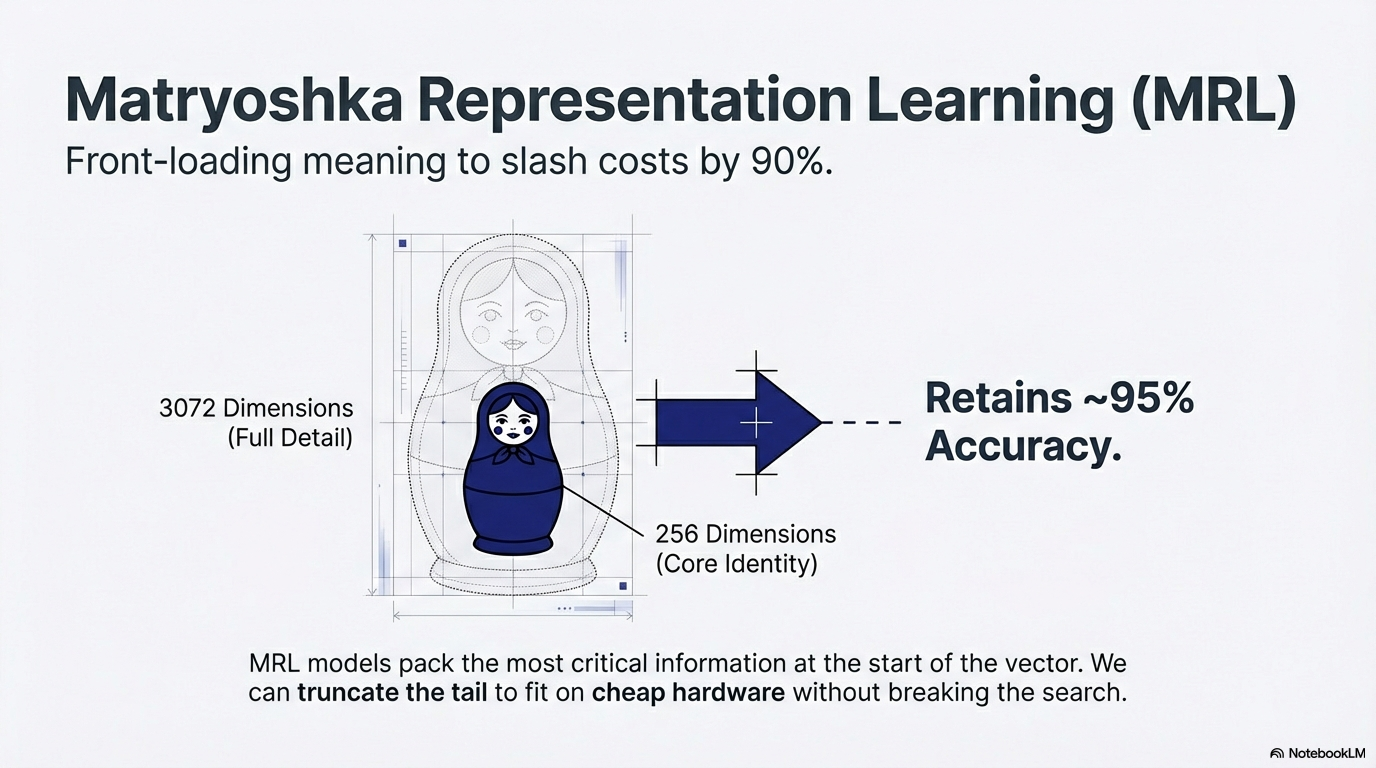 Matryoshka Representation Learning (MRL)
Front-loading meaning to slash costs by 90%.
3072 Dimensions
(Full Detail)
Retains ~95%
Accuracy.
256 Dimensions
(Core Identity)
MRL models pack the most critical information at the start of the vector. We
can truncate the tail to fit on cheap hardware without breaking the search.
NotebookLM